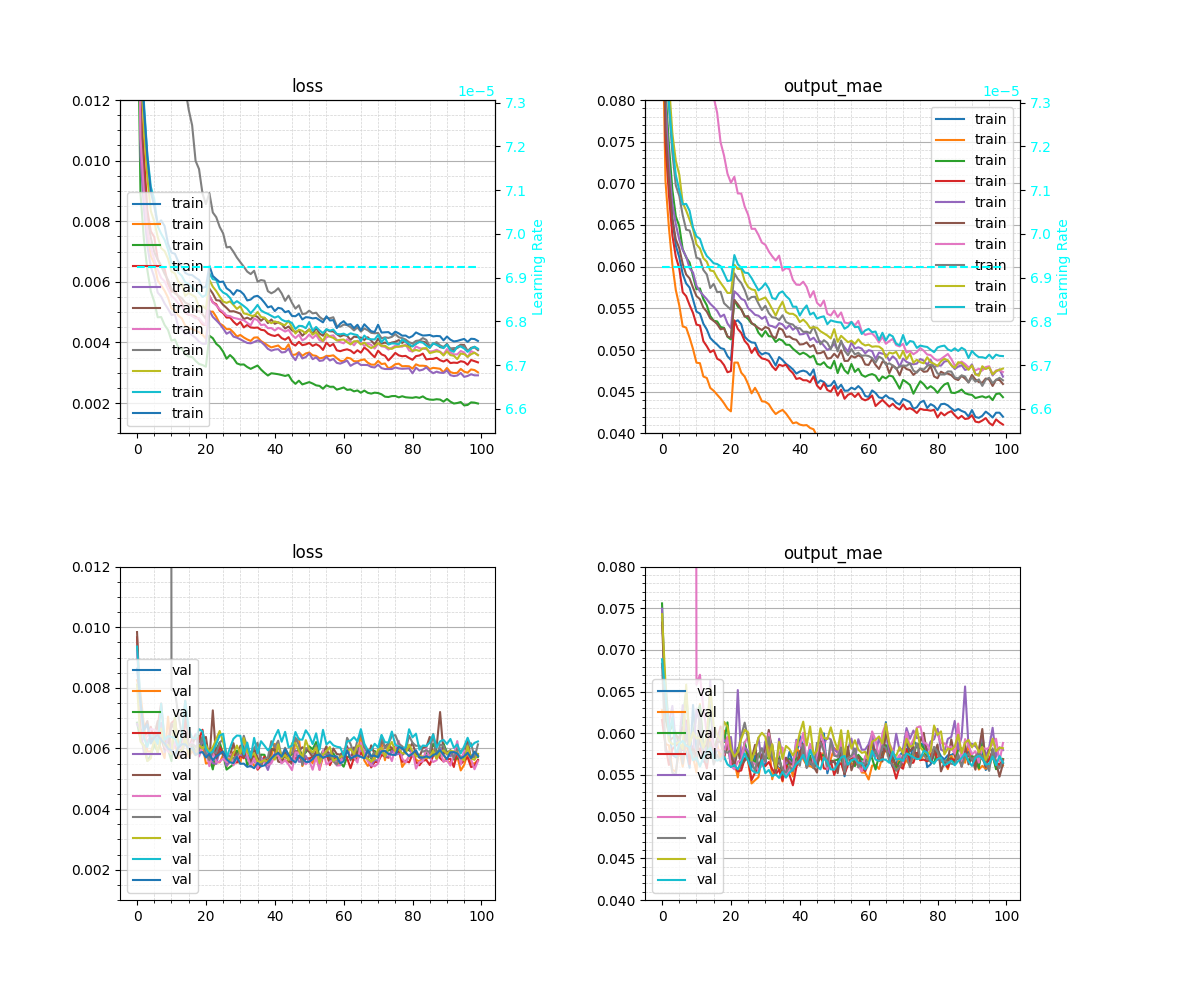 loss
1e−5
0.012
0.010
0.008
0.006
0.004
0.002
train
train
train
train
train
train
train
train
train
train
train
7.3
7.2
7.1
7.0
6.9
6.8
6.7
6.6
Learning Rate
0 20 40 60 80 100
output_mae
1e−5
0.080
0.075
0.070
0.065
0.060
0.055
0.050
0.045
0.040
train
train
train
train
train
train
train
train
train
train
7.3
7.2
7.1
7.0
6.9
6.8
6.7
6.6
Learning Rate
0 20 40 60 80 100
loss
0.012
0.010
0.008
0.006
0.004
0.002
val
val
val
val
val
val
val
val
val
val
val
0 20 40 60 80 100
output_mae
0.080
0.075
0.070
0.065
0.060
0.055
0.050
0.045
0.040
val
val
val
val
val
val
val
val
val
val
0 20 40 60 80 100